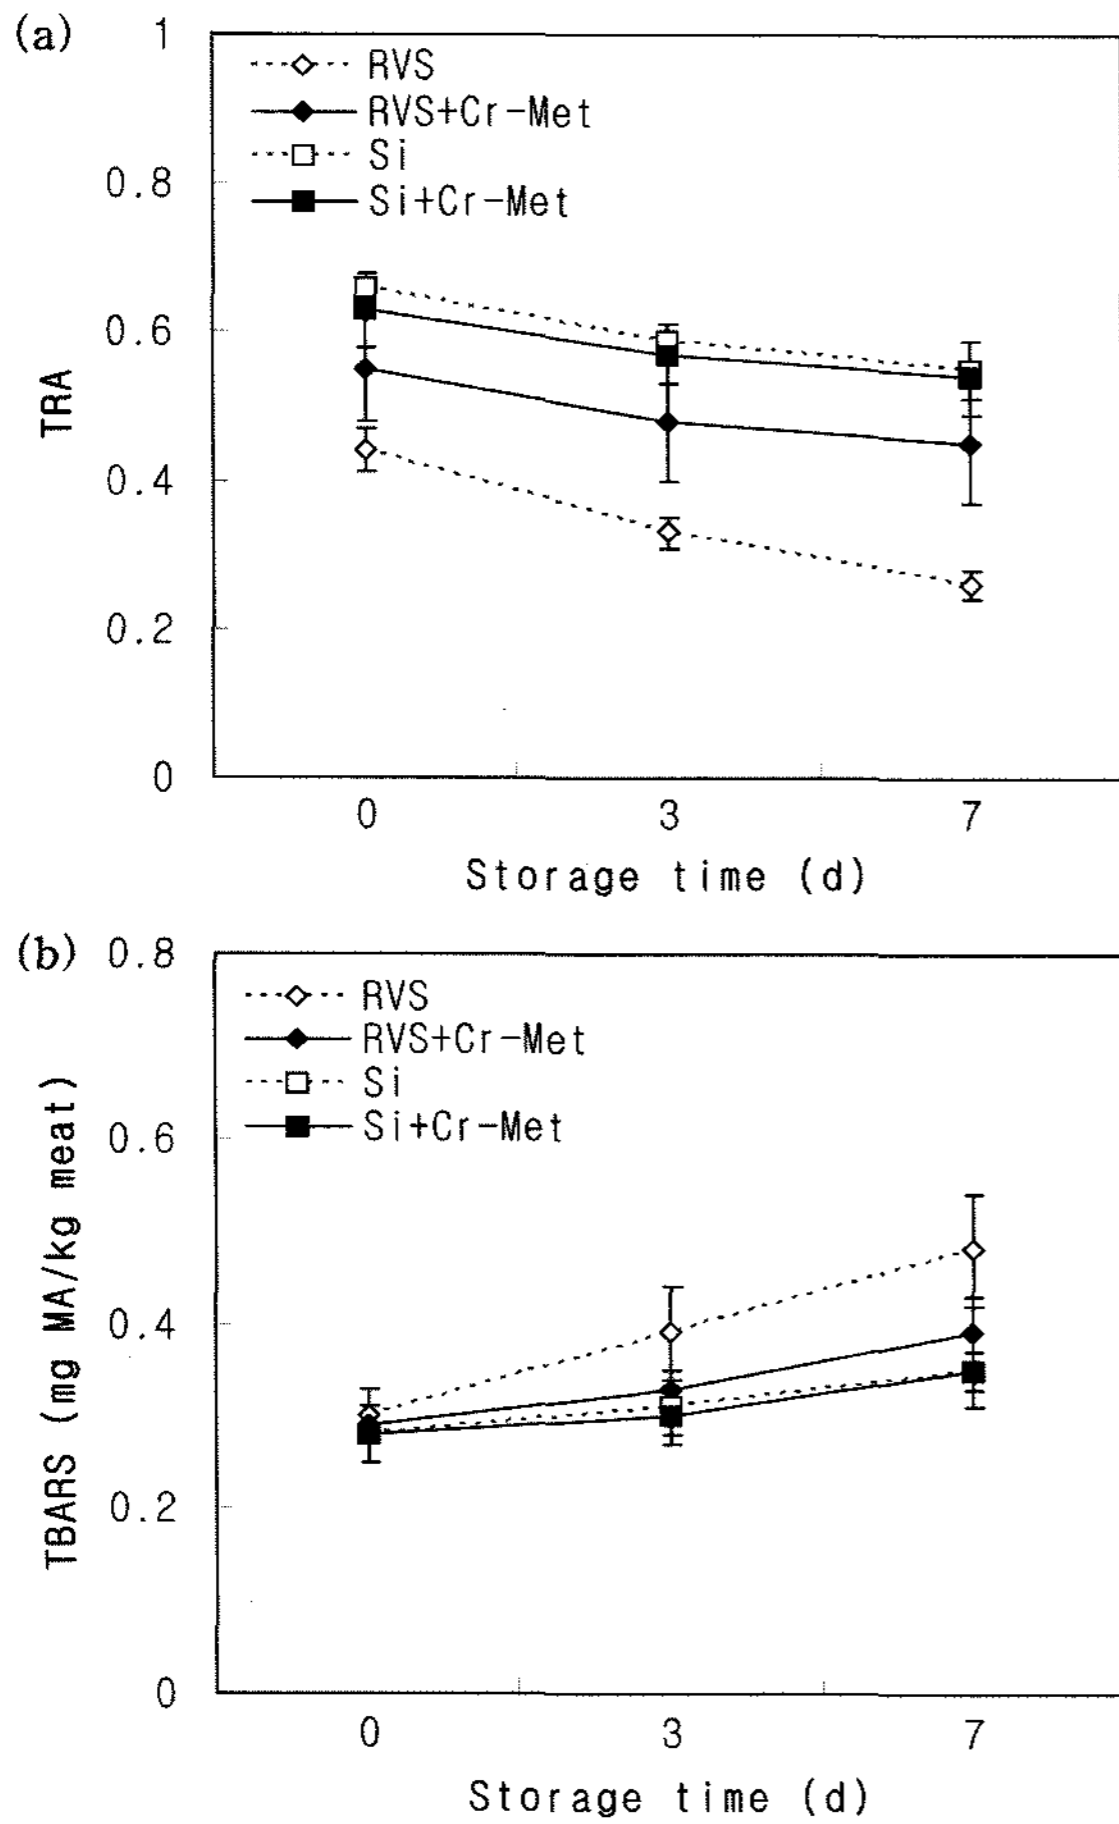 (a)
1
RVS
RVS+Cr-Met
Si
0.8
Si+Cr-Met
0.6
TRA
0.4
0.2
0
0 3 7
Storage time (d)
(b)
0.8
RVS
RVS+Cr-Met
Si
Si+Cr-Met
0.6
TBARS (mg MA/kg meat)
0.4
0.2
0
0 3 7
Storage time (d)